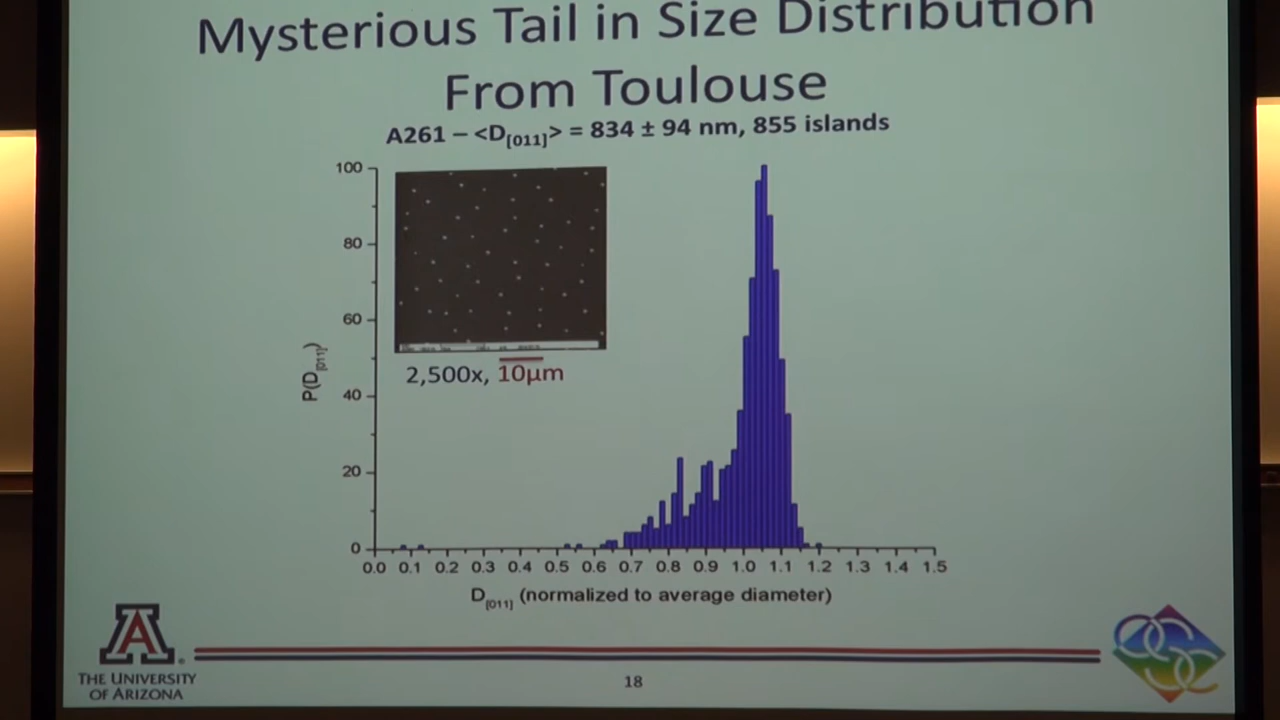 Mysterious Tail in Size Distribution
From Toulouse
A261 – <D[011]> = 834 ± 94 nm, 855 islands
100
80
60
40
20
0
P(D[011])
2,500x, 10μm
0.0 0.1 0.2 0.3 0.4 0.5 0.6 0.7 0.8 0.9 1.0 1.1 1.2 1.3 1.4 1.5
D[011] (normalized to average diameter)
A
THE UNIVERSITY
OF ARIZONA
18